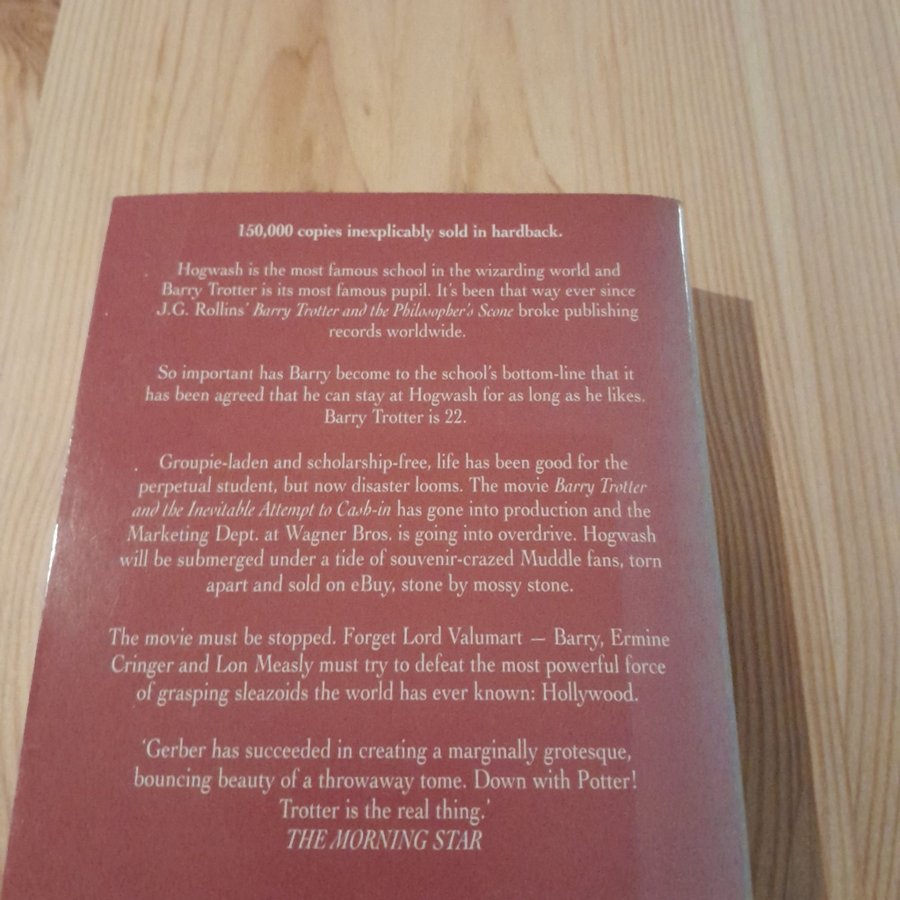 150,000 copies inexplicably sold in hardback.
Hogwash is the most famous school in the wizarding world and
Barry Trotter is its most famous pupil. It's been that way ever since
J.G. Rollins' Barry Trotter and the Philosopher's Scone broke publishing
records worldwide.
So important has Barry become to the school's bottom-line that it
has been agreed that he can stay at Hogwash for as long as he likes.
Barry Trotter is 22.
Groupie-laden and scholarship-free, life has been good for the
perpetual student, but now disaster looms. The movie Barry Trotter
and the Inevitable Attempt to Cash-in has gone into production and the
Marketing Dept. at Wagner Bros. is going into overdrive. Hogwash
will be submerged under a tide of souvenir-crazed Muddle fans, torn
apart and sold on eBuy, stone by mossy stone.
The movie must be stopped. Forget Lord Valumart – Barry, Ermine
Cringer and Lon Measly must try to defeat the most powerful force
of grasping sleazoids the world has ever known: Hollywood.
'Gerber has succeeded in creating a marginally grotesque,
bouncing beauty of a throwaway tome. Down with Potter!
Trotter is the real thing.'
THE MORNING STAR